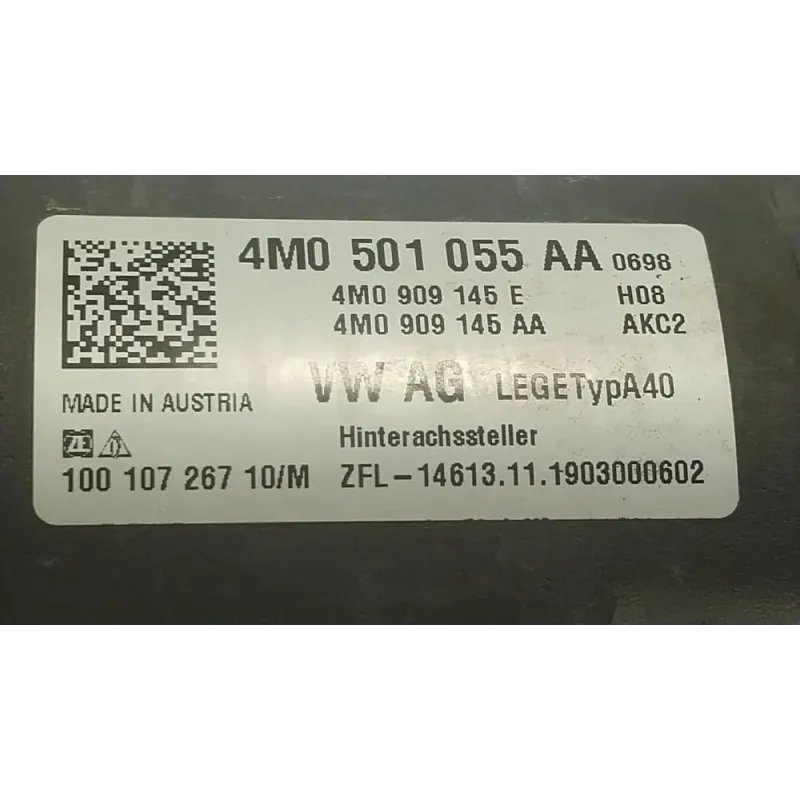 4M0 501 055 AA 0698
4M0 909 145 E H08
4M0 909 145 AA AKC2
VW AG LEGETypA40
MADE IN AUSTRIA
Hinterachssteller
ZF
100 107 267 10/M ZFL-14613.11.1903000602